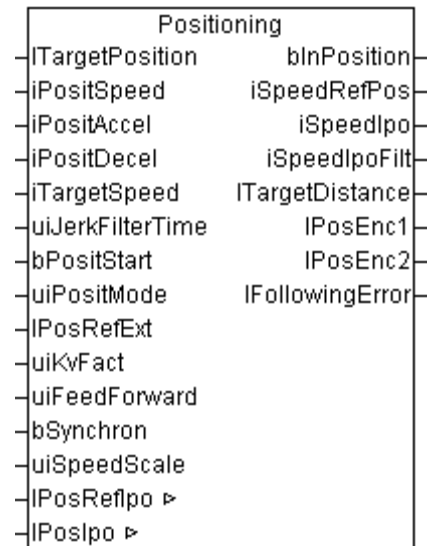 Positioning
lTargetPosition bInPosition
iPositSpeed iSpeedRefPos
iPositAccel iSpeedIpo
iPositDecel iSpeedIpoFilt
iTargetSpeed lTargetDistance
uiJerkFilterTime lPosEnc1
bPositStart lPosEnc2
uiPositMode lFollowingError
lPosRefExt
uiKvFact
uiFeedForward
bSynchron
uiSpeedScale
lPosRefIpo ▷
lPosIpo ▷